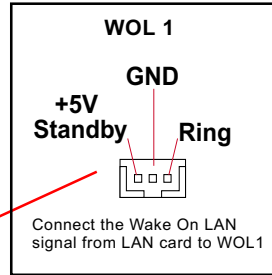 WOL 1
GND
+5V
Standby
Ring
Connect the Wake On LAN
signal from LAN card to WOL1